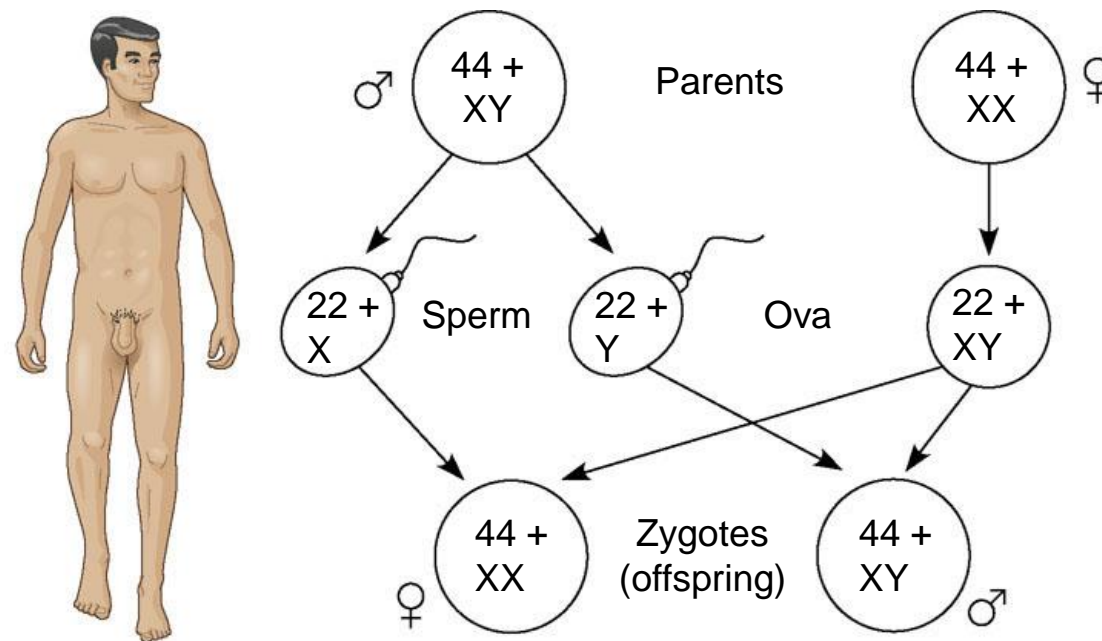 44 +
XY
Parents
44 +
XX
22 +
X
Sperm
22 +
Y
Ova
22 +
XY
44 +
XX
Zygotes
(offspring)
44 +
XY